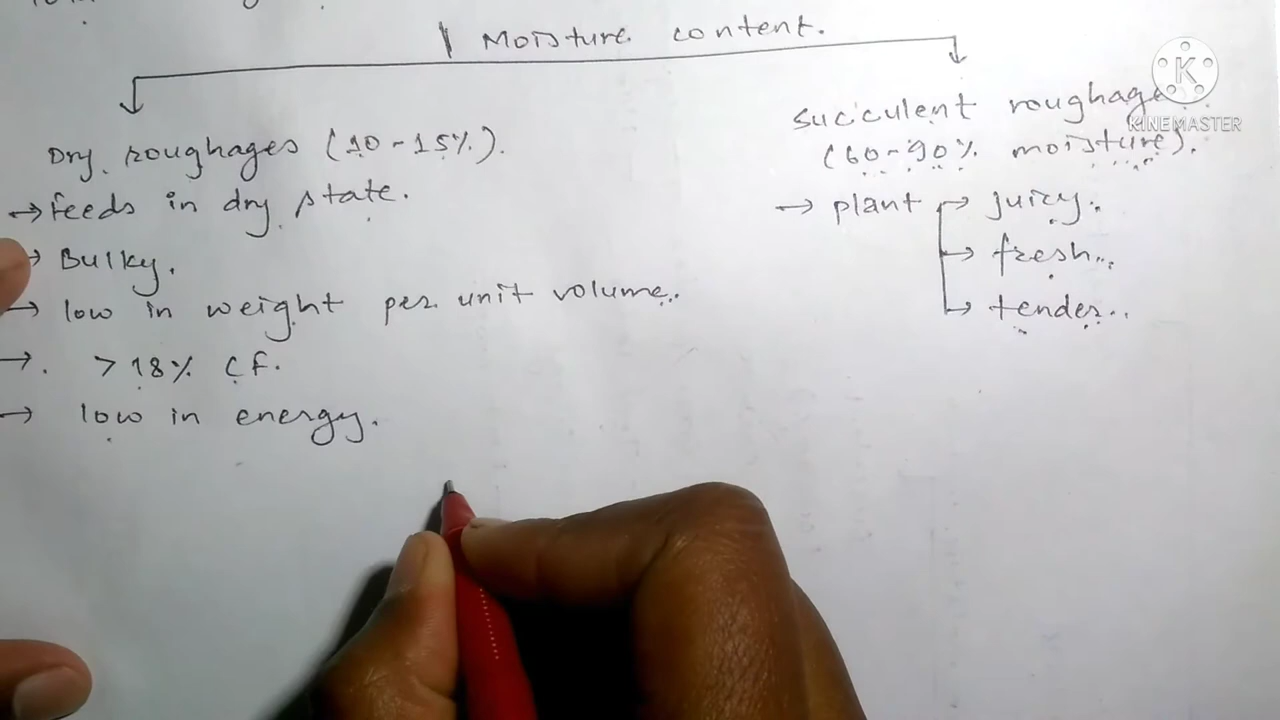 Moisture content.
Dry roughages (10-15%).
→ feeds in dry state.
→ Bulky.
→ low in weight per unit volume..
→. > 18% CF.
→ low in energy.
succulent roughage
(60-90% moisture).
→ plant → juicy.
→ fresh..
→ tender..
K
KINEMASTER